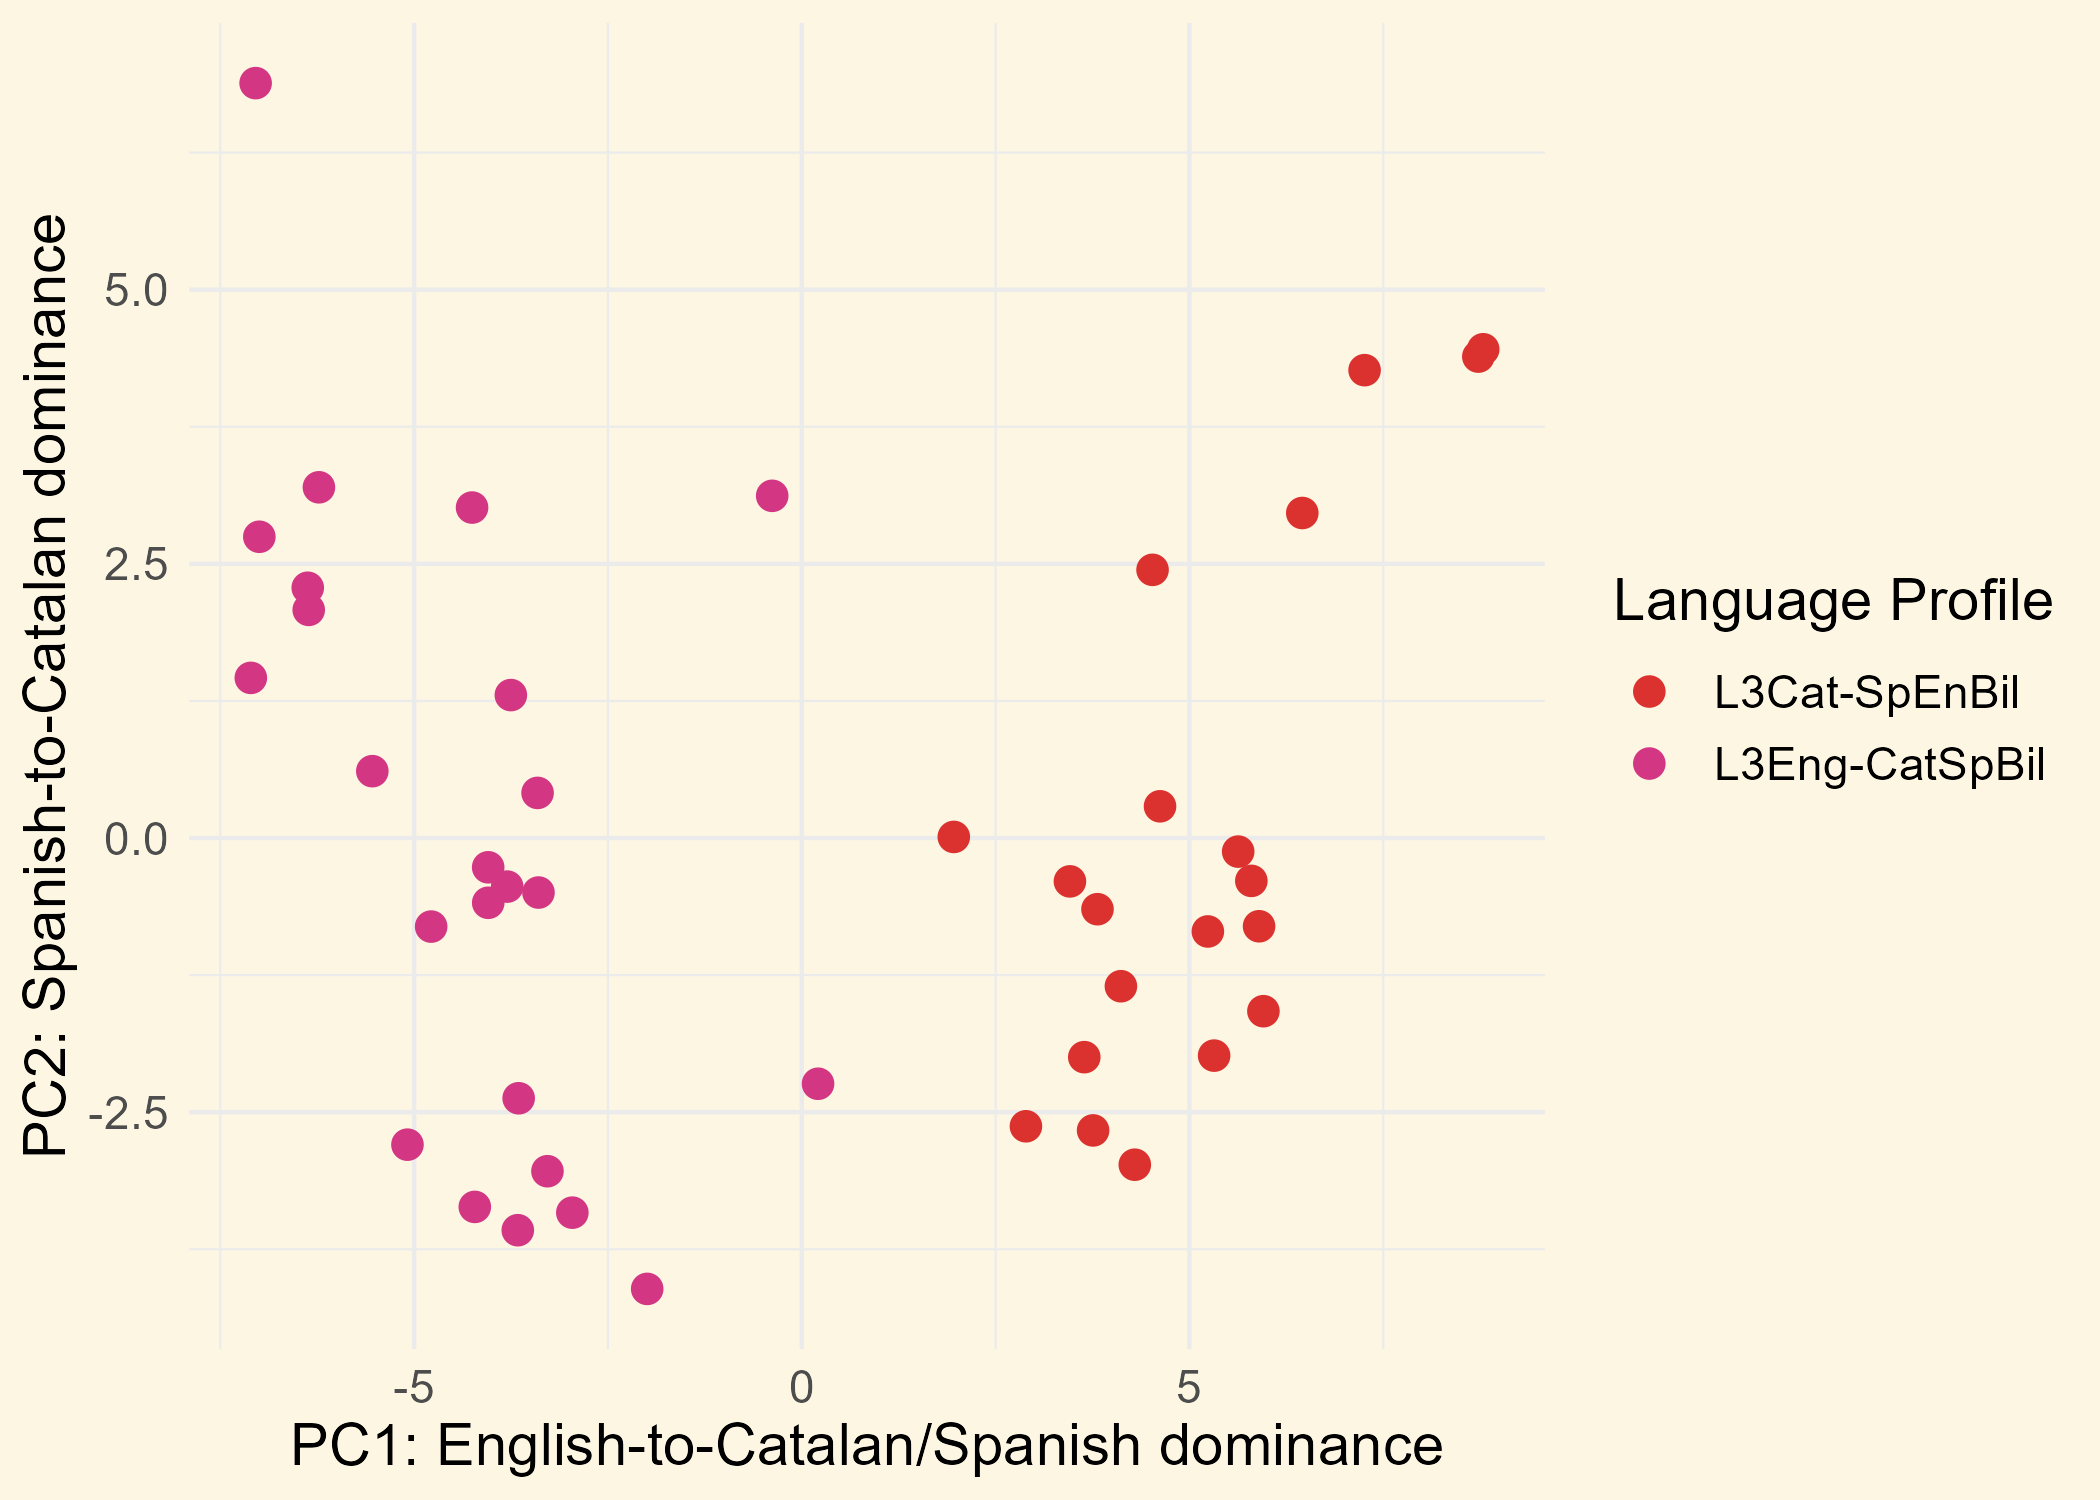 PC2: Spanish-to-Catalan dominance
5.0
2.5
0.0
-2.5
-5 0 5
PC1: English-to-Catalan/Spanish dominance
Language Profile
L3Cat-SpEnBil
L3Eng-CatSpBil